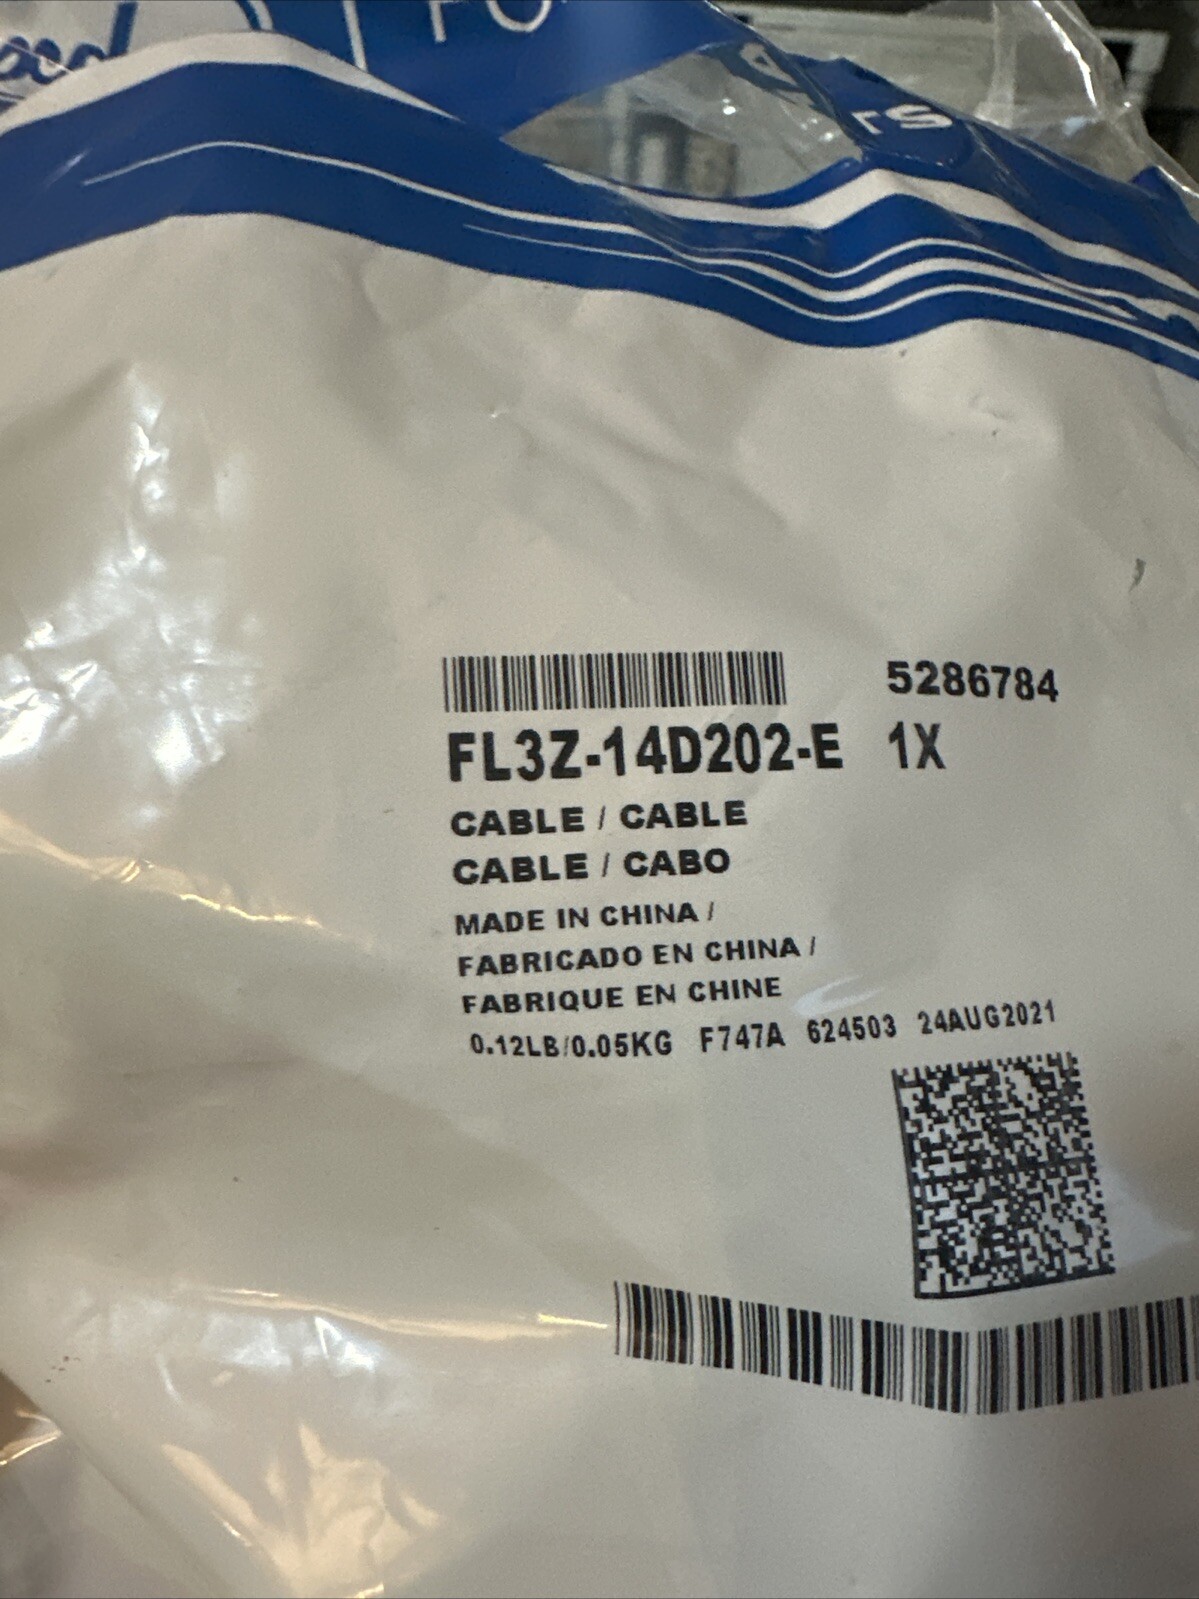 5286784
FL3Z-14D202-E 1X
CABLE / CABLE
CABLE / CABO
MADE IN CHINA /
FABRICADO EN CHINA /
FABRIQUE EN CHINE
0.12LB/0.05KG F747A 624503 24AUG2021